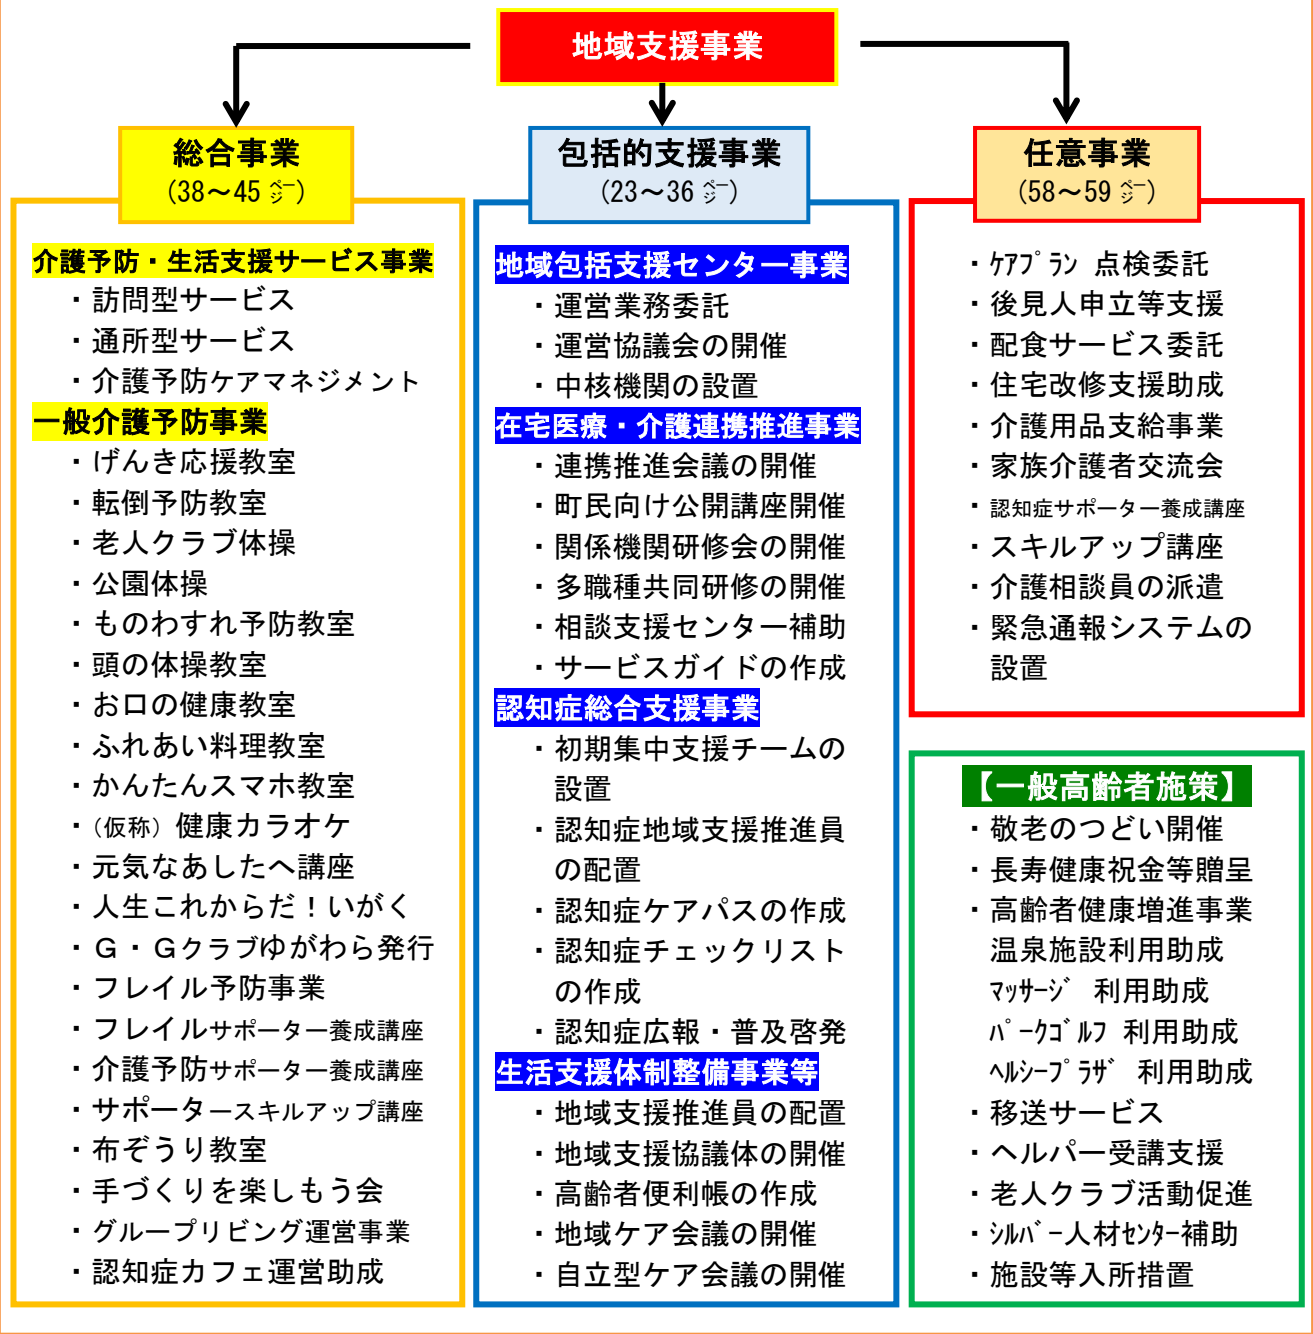 地域支援事業
総合事業
（38～45 ページ）
介護予防・生活支援サービス事業
・訪問型サービス
・通所型サービス
・介護予防ケアマネジメント
一般介護予防事業
・げんき応援教室
・転倒予防教室
・老人クラブ体操
・公園体操
・ものわすれ予防教室
・頭の体操教室
・お口の健康教室
・ふれあい料理教室
・かんたんスマホ教室
・（仮称）健康カラオケ
・元気なあしたへ講座
・人生これからだ！いがく
・Ｇ・Ｇクラブゆがわら発行
・フレイル予防事業
・フレイルサポーター養成講座
・介護予防サポーター養成講座
・サポータースキルアップ講座
・布ぞうり教室
・手づくりを楽しもう会
・グループリビング運営事業
・認知症カフェ運営助成
包括的支援事業
（23～36 ページ）
地域包括支援センター事業
・運営業務委託
・運営協議会の開催
・中核機関の設置
在宅医療・介護連携推進事業
・連携推進会議の開催
・町民向け公開講座開催
・関係機関研修会の開催
・多職種共同研修の開催
・相談支援センター補助
・サービスガイドの作成
認知症総合支援事業
・初期集中支援チームの
設置
・認知症地域支援推進員
の配置
・認知症ケアパスの作成
・認知症チェックリスト
の作成
・認知症広報・普及啓発
生活支援体制整備事業等
・地域支援推進員の配置
・地域支援協議体の開催
・高齢者便利帳の作成
・地域ケア会議の開催
・自立型ケア会議の開催
任意事業
（58～59 ページ）
・ｹｱﾌﾟﾗﾝ 点検委託
・後見人申立等支援
・配食サービス委託
・住宅改修支援助成
・介護用品支給事業
・家族介護者交流会
・認知症サポーター養成講座
・スキルアップ講座
・介護相談員の派遣
・緊急通報システムの
設置
【一般高齢者施策】
・敬老のつどい開催
・長寿健康祝金等贈呈
・高齢者健康増進事業
温泉施設利用助成
ﾏｯｻｰｼﾞ 利用助成
ﾊﾟｰｸｺﾞﾙﾌ 利用助成
ﾍﾙｼｰﾌﾟﾗｻﾞ 利用助成
・移送サービス
・ヘルパー受講支援
・老人クラブ活動促進
・ｼﾙﾊﾞｰ人材ｾﾝﾀｰ補助
・施設等入所措置